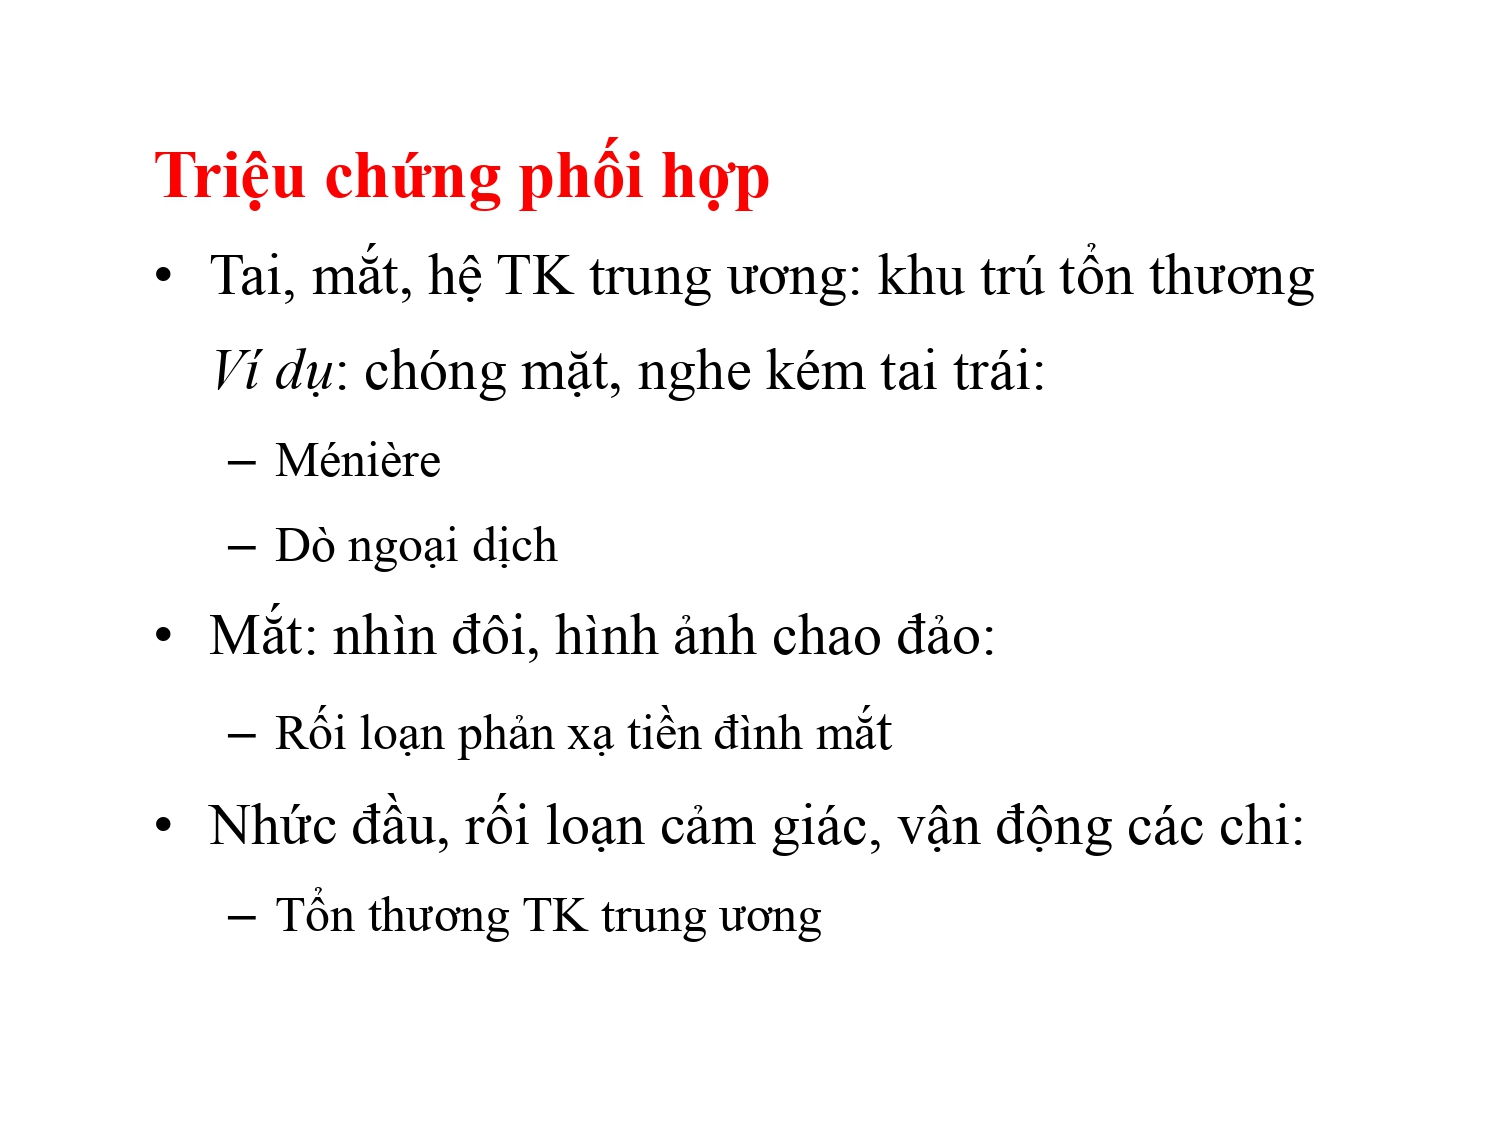 Triệu chứng phối hợp
• Tai, mắt, hệ TK trung ương: khu trú tổn thương
Ví dụ: chóng mặt, nghe kém tai trái:
– Ménière
– Dò ngoại dịch
• Mắt: nhìn đôi, hình ảnh chao đảo:
– Rối loạn phản xạ tiền đình mắt
• Nhức đầu, rối loạn cảm giác, vận động các chi:
– Tổn thương TK trung ương